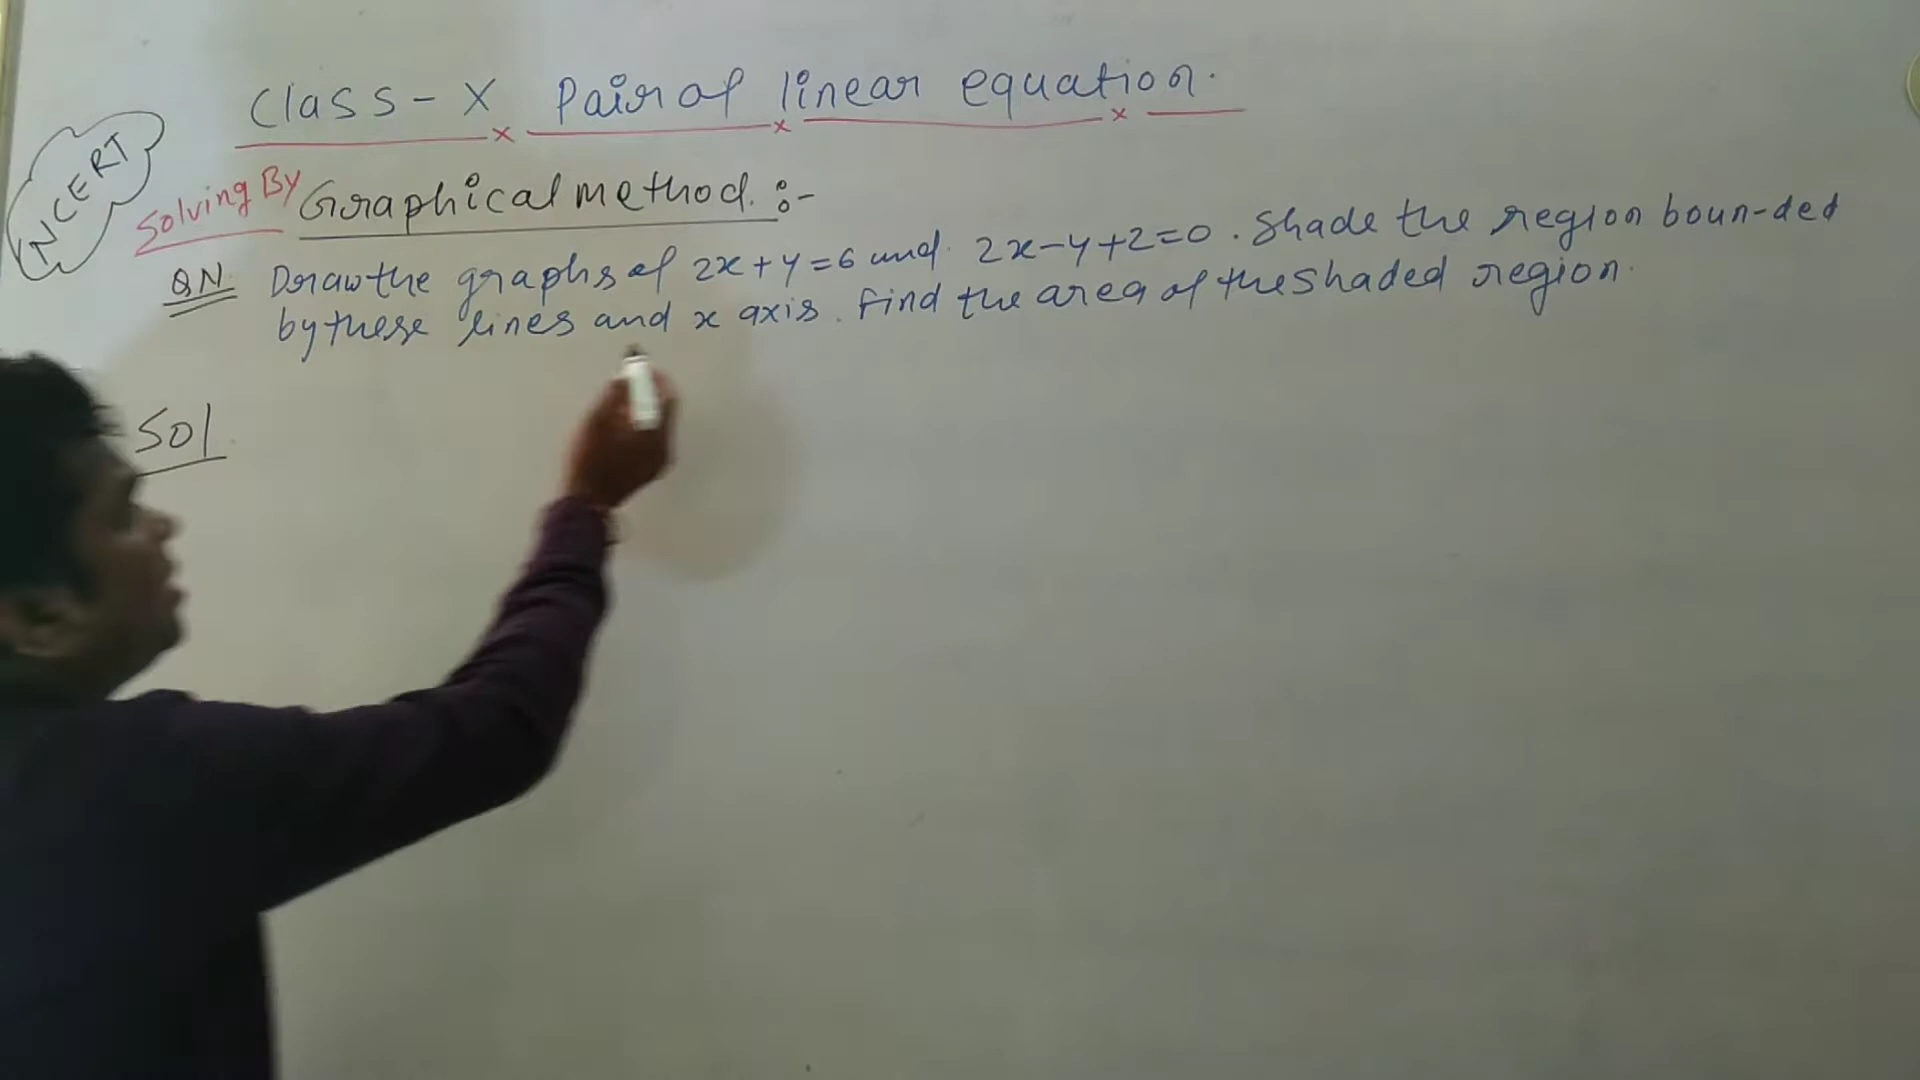 Class - X Pair of linear equation.
NCERT
Solving By Graphical method :-
QN. Draw the graphs of 2x+y=6 and 2x-y+2=0. Shade the region boun-ded
by these lines and x axis. Find the area of the shaded region.
Sol.